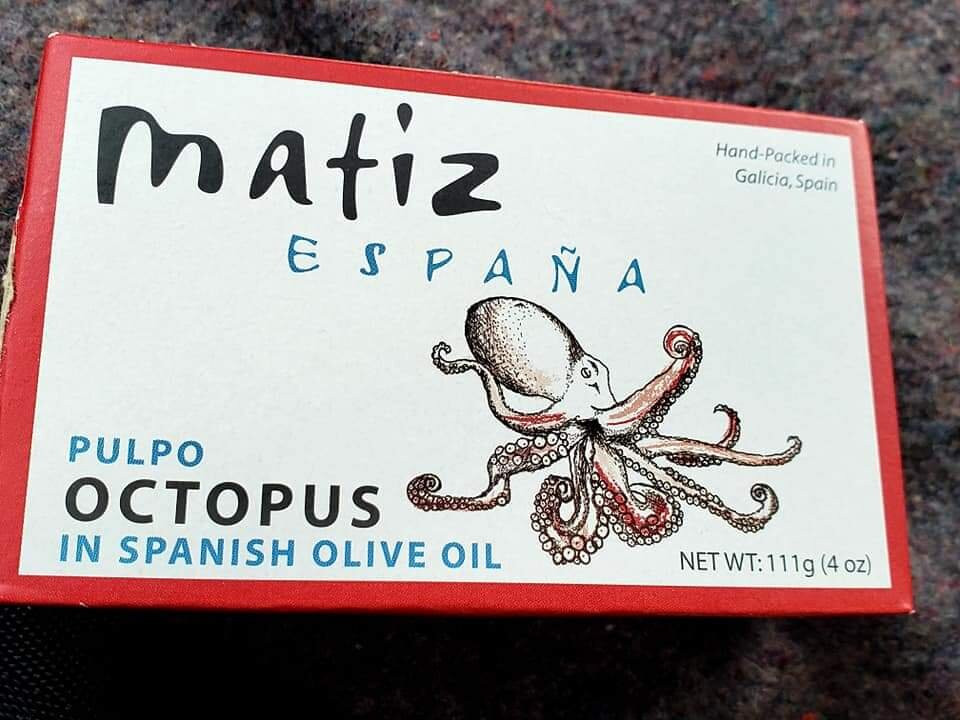 matiz
ESPAÑA
Hand-Packed in
Galicia, Spain
PULPO
OCTOPUS
IN SPANISH OLIVE OIL
NET WT: 111g (4 oz)